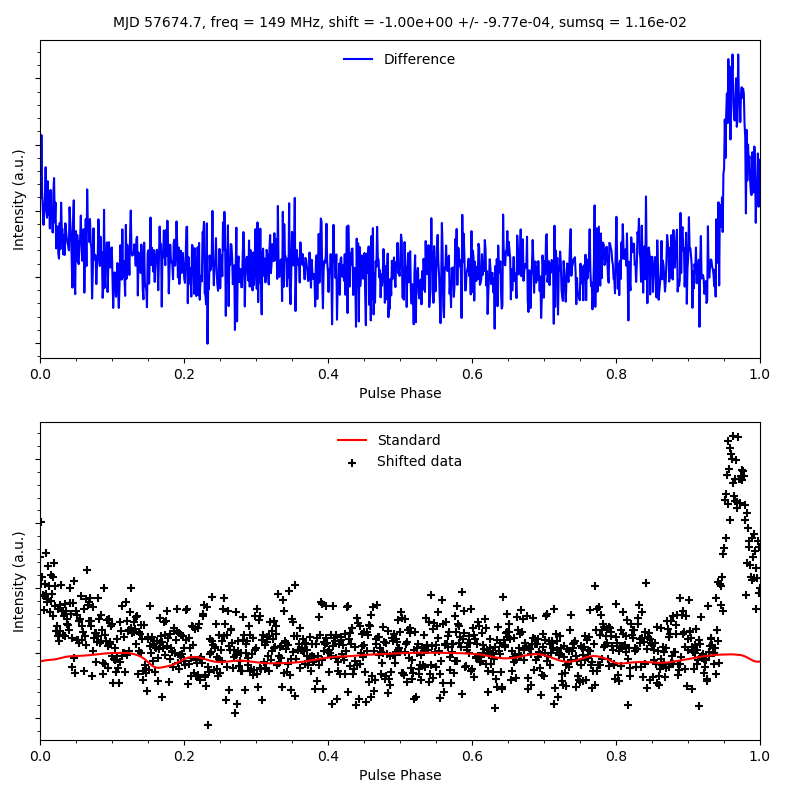 MJD 57674.7, freq = 149 MHz, shift = -1.00e+00 +/- -9.77e-04, sumsq = 1.16e-02
Difference
Intensity (a.u.)
0.0 0.2 0.4 0.6 0.8 1.0
Pulse Phase
Standard
Shifted data
Intensity (a.u.)
0.0 0.2 0.4 0.6 0.8 1.0
Pulse Phase